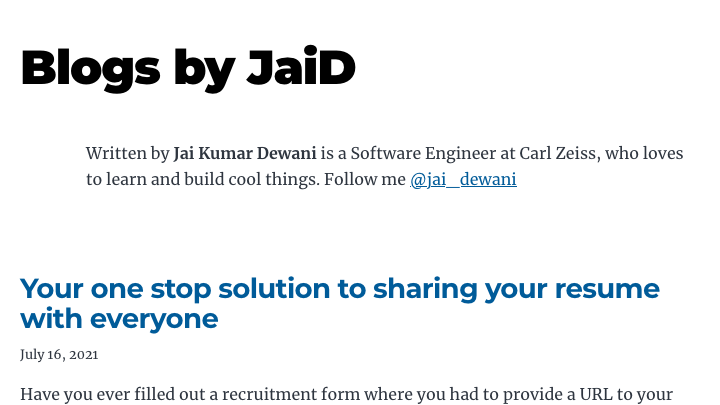 Blogs by JaiD
Written by Jai Kumar Dewani is a Software Engineer at Carl Zeiss, who loves
to learn and build cool things. Follow me @jai_dewani
Your one stop solution to sharing your resume
with everyone
July 16, 2021
Have you ever filled out a recruitment form where you had to provide a URL to your